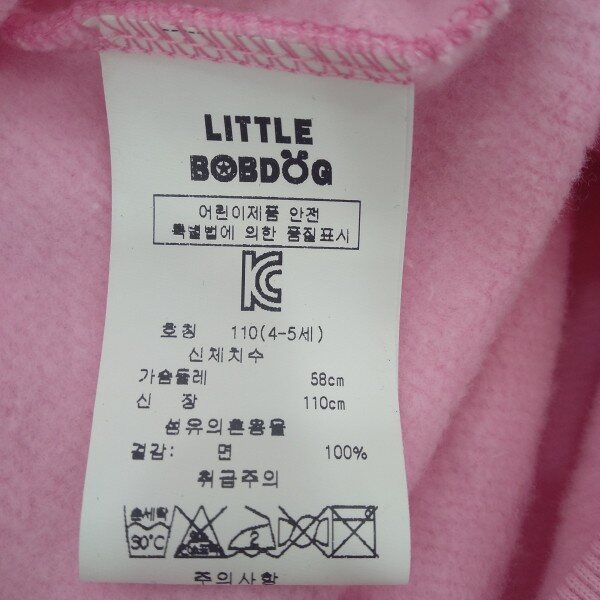 LITTLE
BOBDOG
어린이제품 안전
특별법에 의한 품질표시
호칭 110(4-5세)
신체치수
가슴둘레 58cm
신 장 110cm
섬유의혼용율
겉감: 면 100%
취급주의
손세탁
30℃
2
주의사항